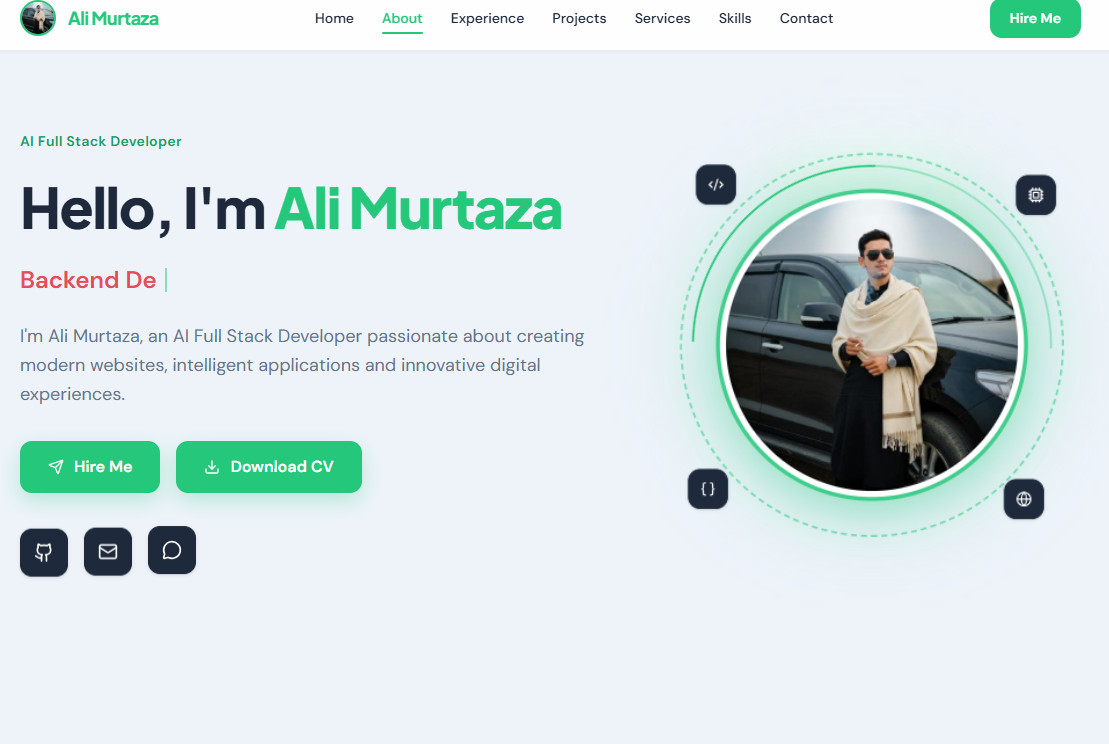 Ali Murtaza
Home
About
Experience
Projects
Services
Skills
Contact
Hire Me
AI Full Stack Developer
Hello, I'm Ali Murtaza
Backend De
I'm Ali Murtaza, an AI Full Stack Developer passionate about creating
modern websites, intelligent applications and innovative digital
experiences.
Hire Me
Download CV